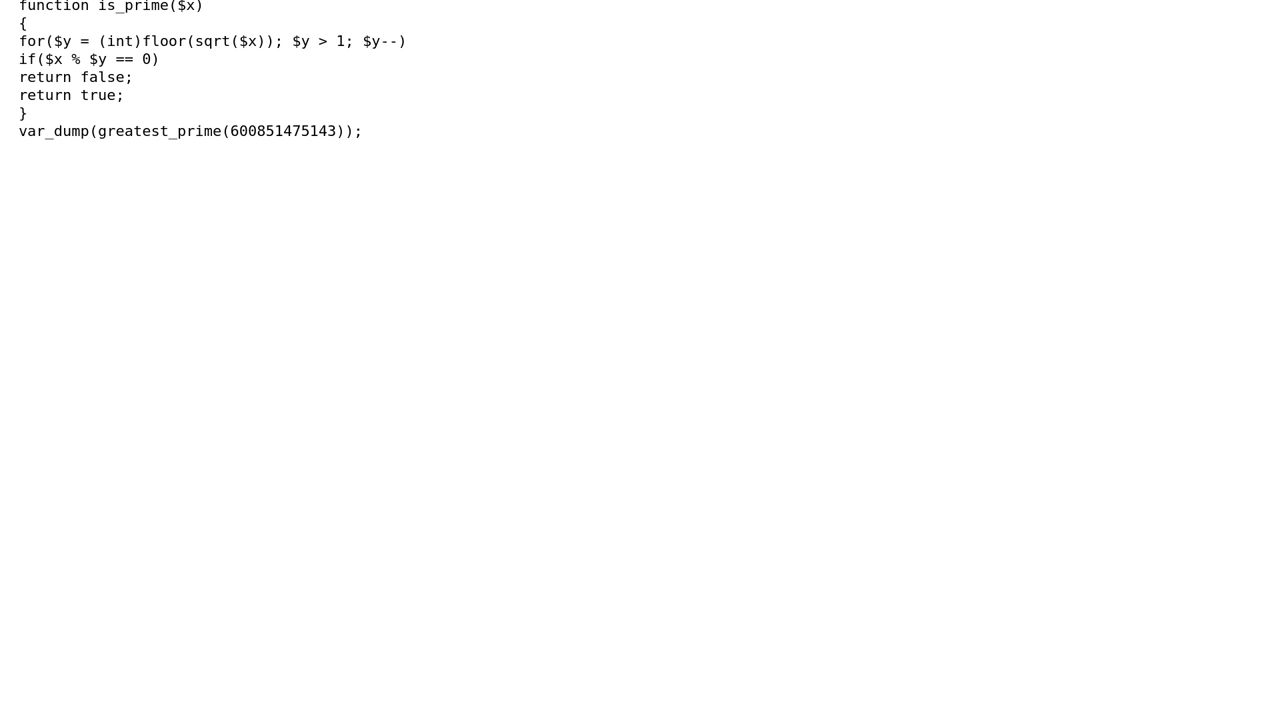 function is_prime($x)
{
for($y = (int)floor(sqrt($x)); $y > 1; $y--)
if($x % $y == 0)
return false;
return true;
}
var_dump(greatest_prime(600851475143));